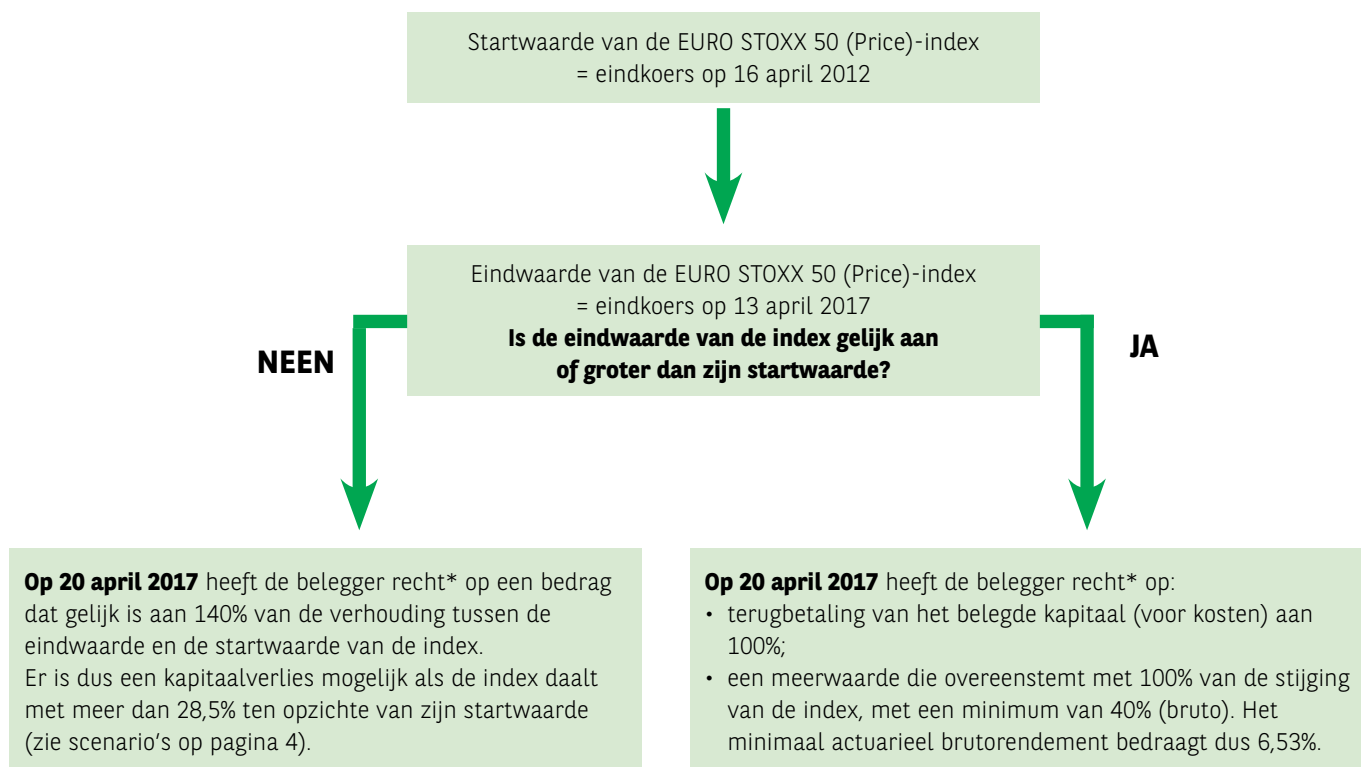 Startwaarde van de EURO STOXX 50 (Price)-index
= eindkoers op 16 april 2012
Eindwaarde van de EURO STOXX 50 (Price)-index
= eindkoers op 13 april 2017
Is de eindwaarde van de index gelijk aan
of groter dan zijn startwaarde?
NEEN
JA
Op 20 april 2017 heeft de belegger recht* op een bedrag
dat gelijk is aan 140% van de verhouding tussen de
eindwaarde en de startwaarde van de index.
Er is dus een kapitaalverlies mogelijk als de index daalt
met meer dan 28,5% ten opzichte van zijn startwaarde
(zie scenario's op pagina 4).
Op 20 april 2017 heeft de belegger recht* op:
• terugbetaling van het belegde kapitaal (voor kosten) aan
100%;
• een meerwaarde die overeenstemt met 100% van de stijging
van de index, met een minimum van 40% (bruto). Het
minimaal actuarieel brutorendement bedraagt dus 6,53%.